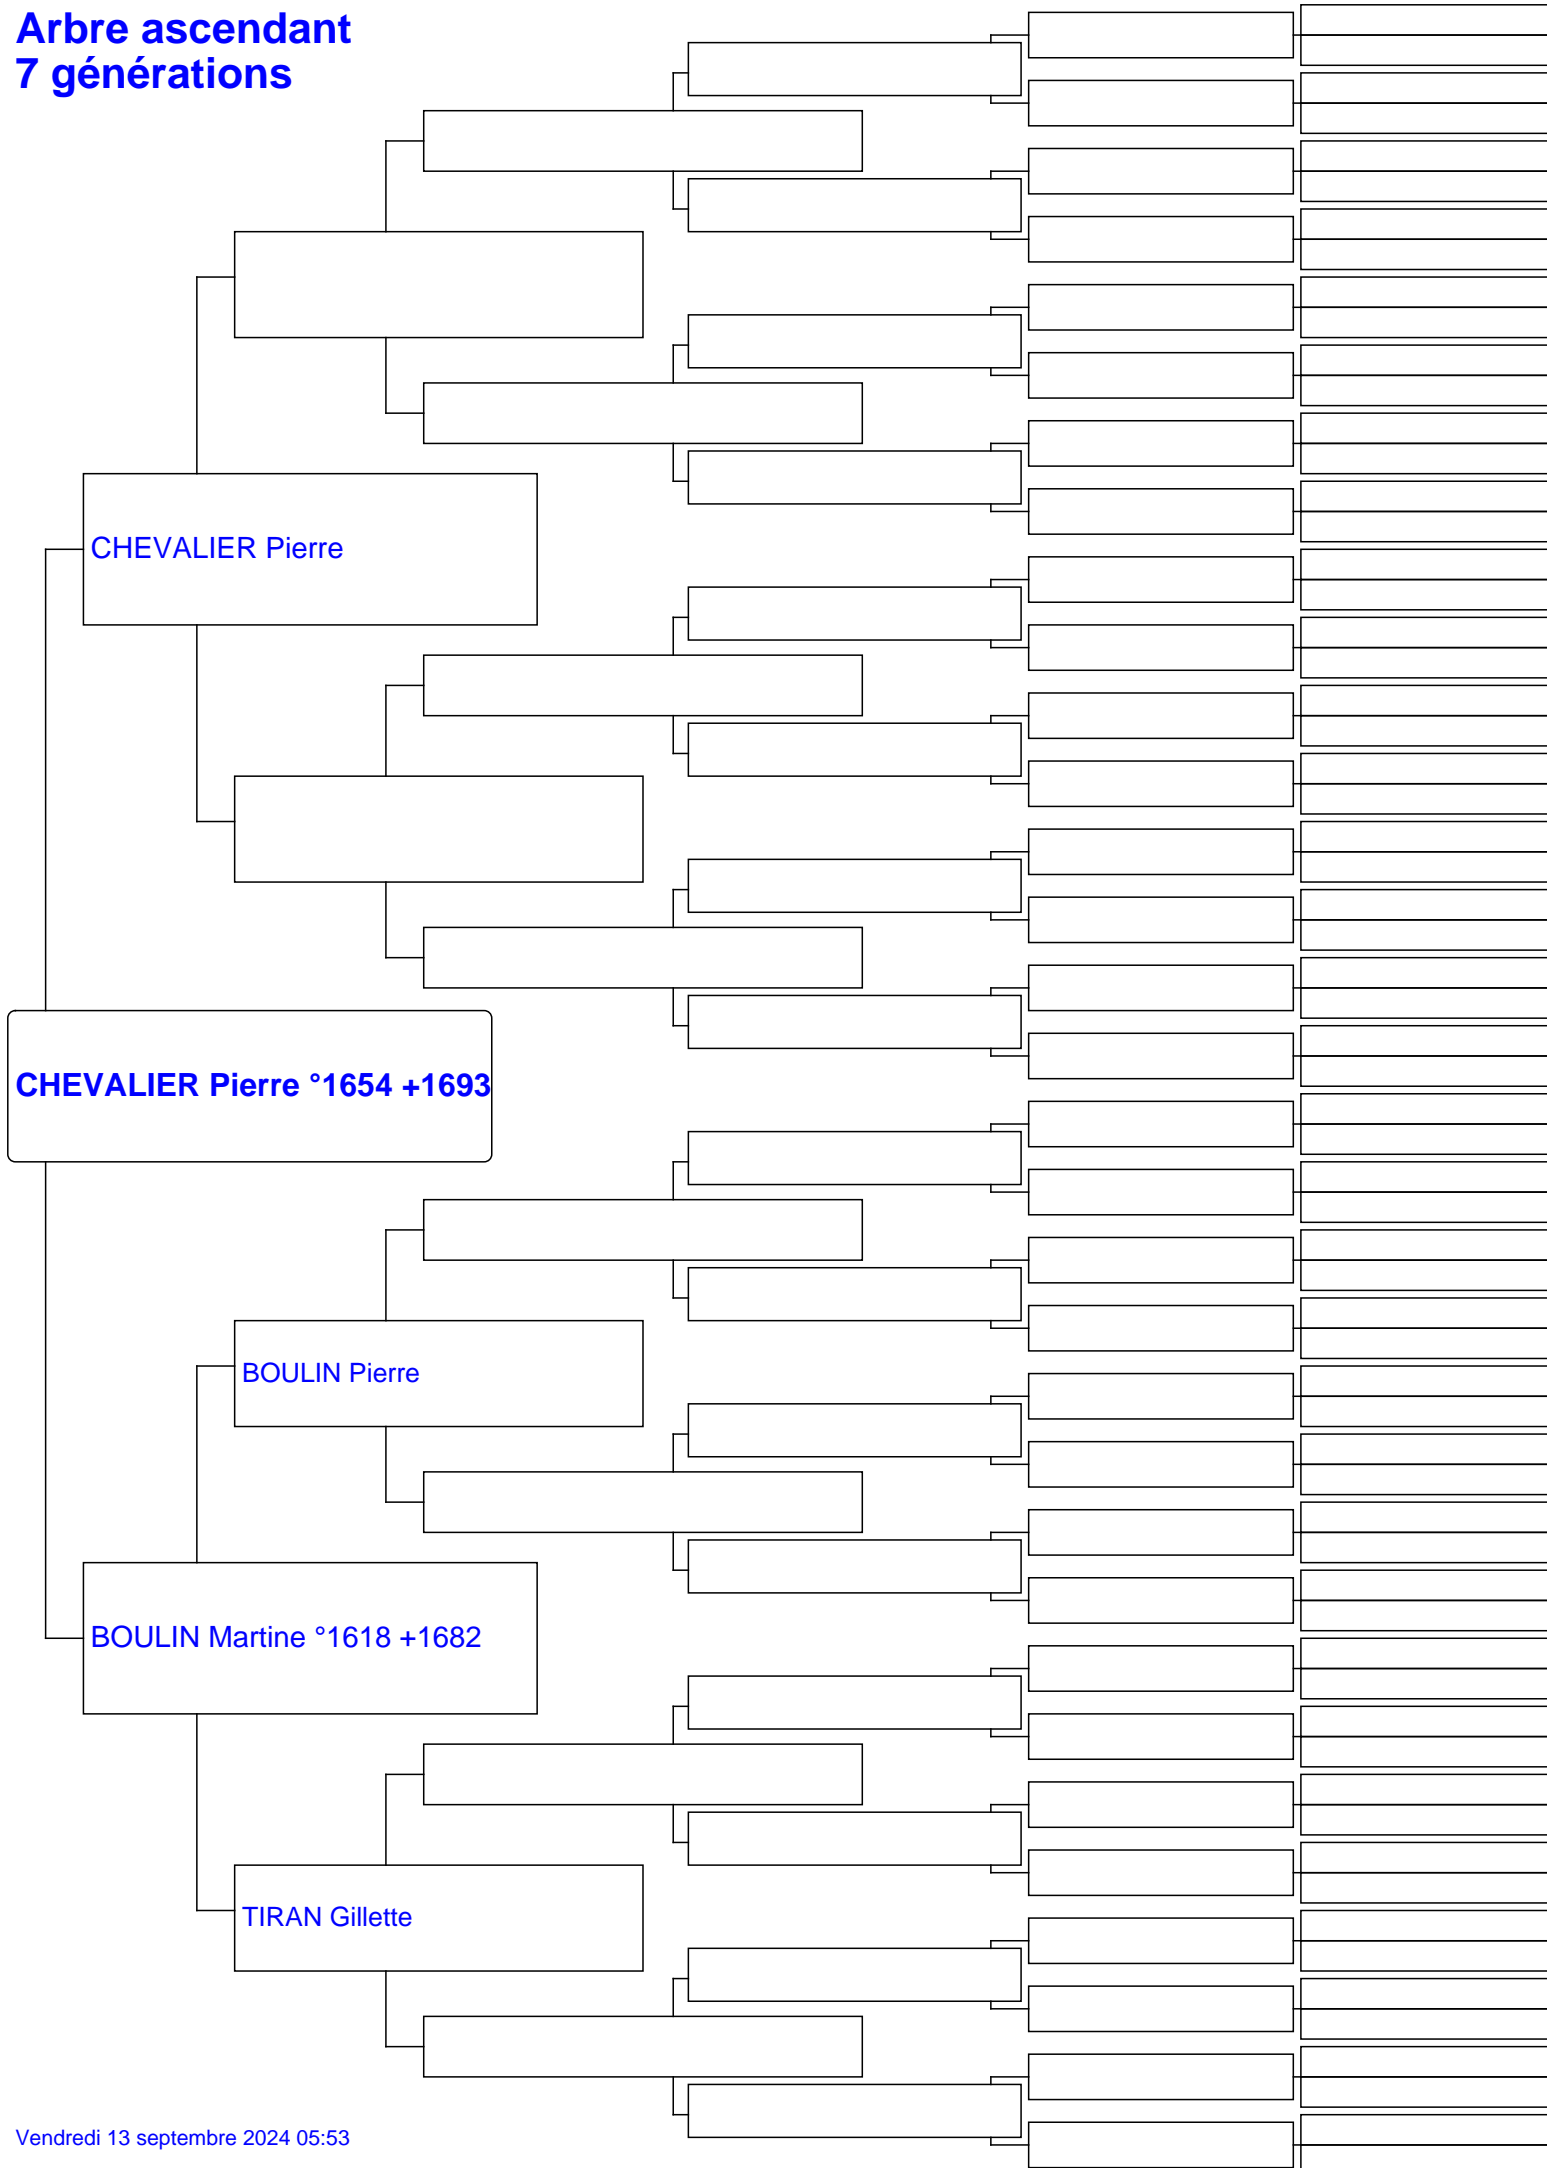 Arbre ascendant
7 générations
CHEVALIER Pierre
CHEVALIER Pierre °1654 +1693
BOULIN Pierre
BOULIN Martine °1618 +1682
TIRAN Gillette
Vendredi 13 septembre 2024 05:53